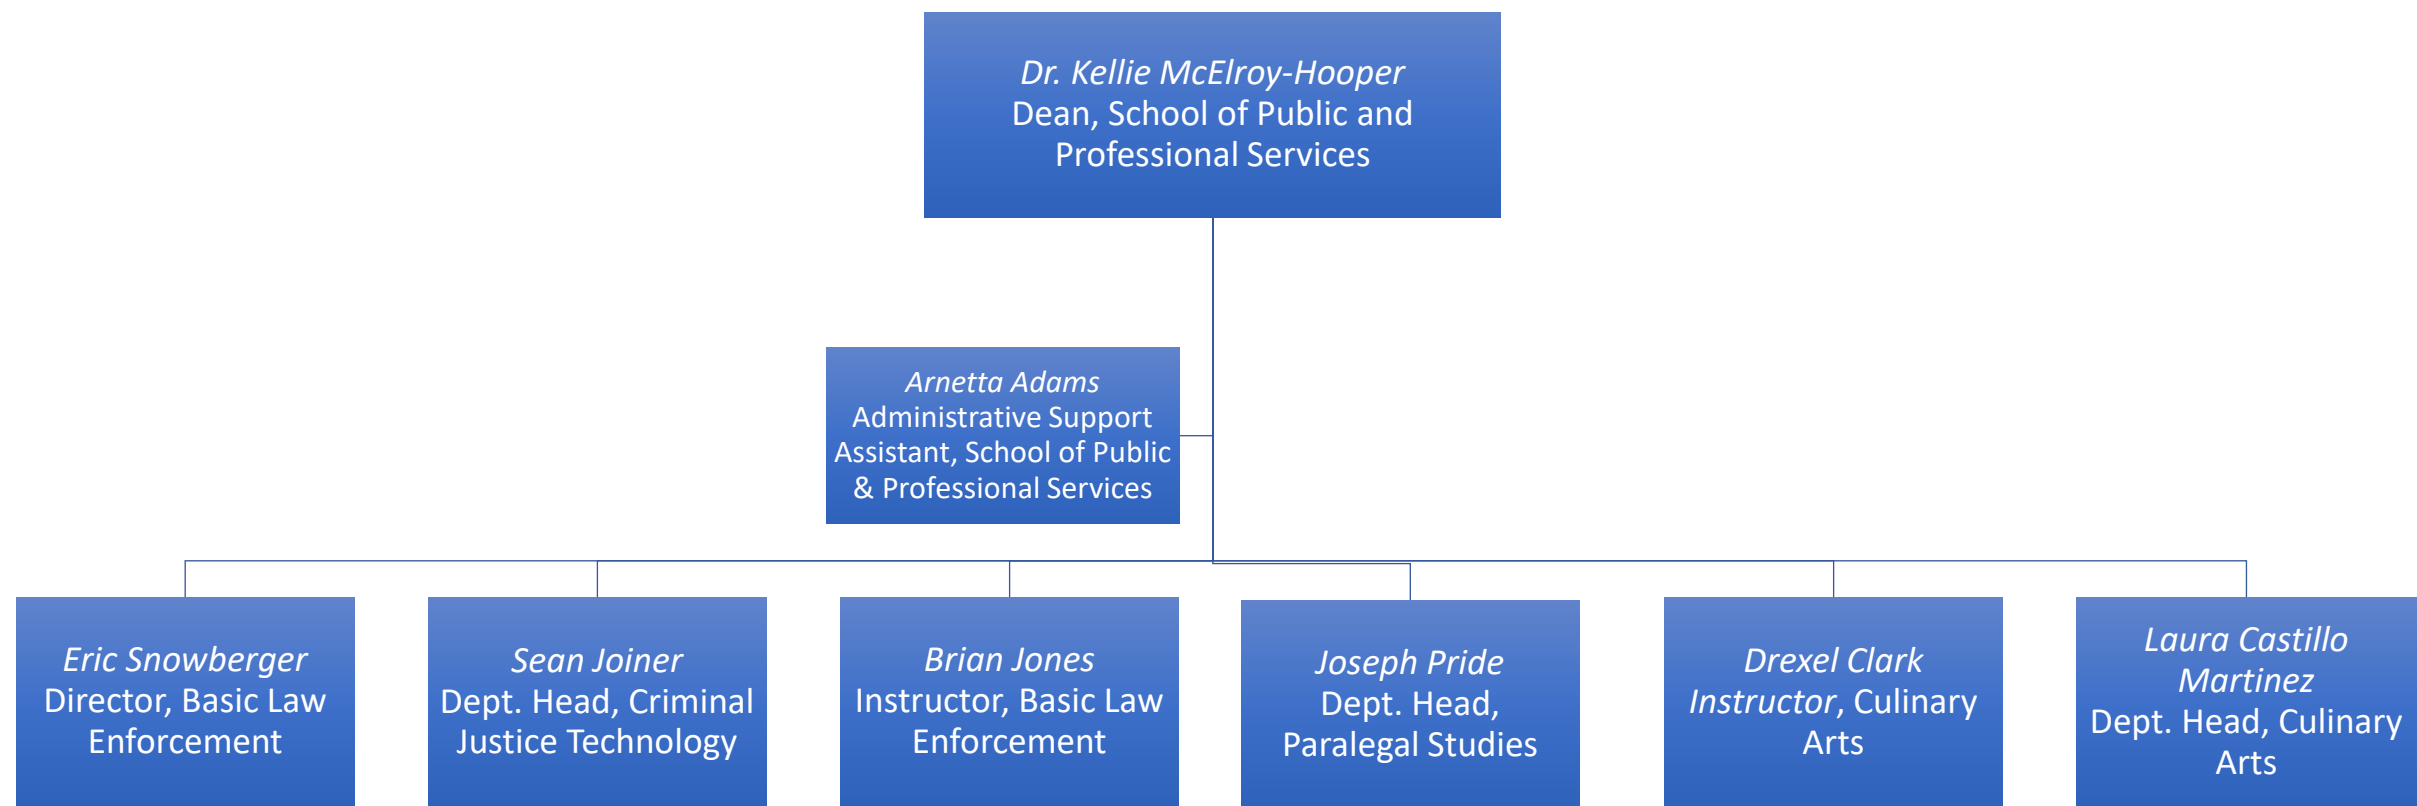 Dr. Kellie McElroy-Hooper
Dean, School of Public and
Professional Services
Arnetta Adams
Administrative Support
Assistant, School of Public
& Professional Services
Eric Snowberger
Director, Basic Law
Enforcement
Sean Joiner
Dept. Head, Criminal
Justice Technology
Brian Jones
Instructor, Basic Law
Enforcement
Joseph Pride
Dept. Head,
Paralegal Studies
Drexel Clark
Instructor, Culinary
Arts
Laura Castillo
Martinez
Dept. Head, Culinary
Arts